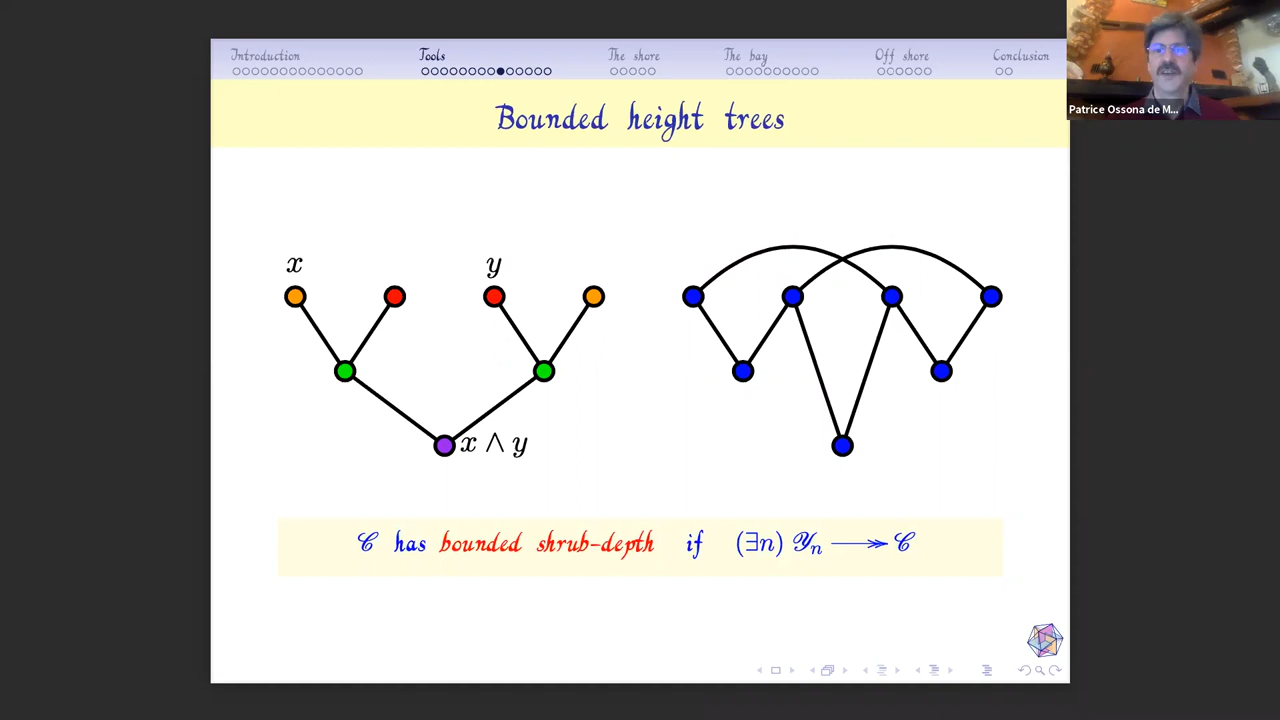 Introduction Tools The shore The bay Off shore Conclusion
Patrice Ossona de M...
Bounded height trees
x y
x ∧ y
𝒞 has bounded shrub-depth if (∃n) 𝒴ₙ ↠ 𝒞